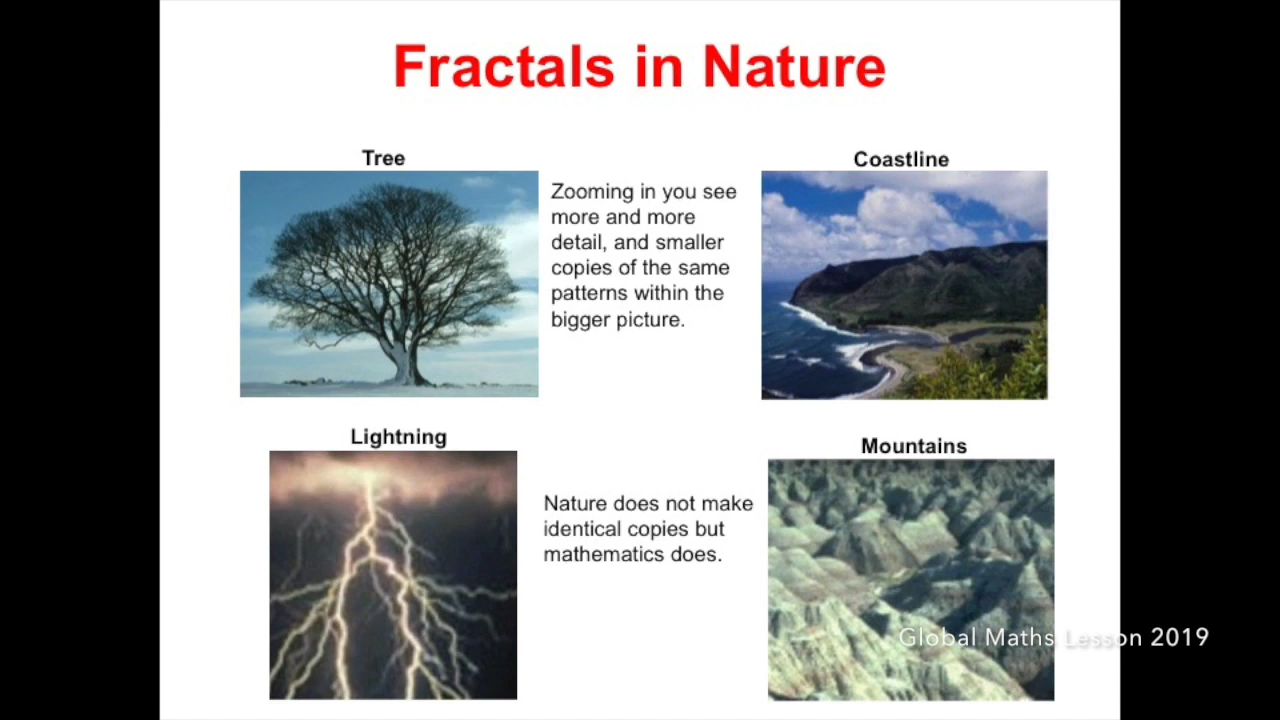 Fractals in Nature
Tree
Zooming in you see
more and more
detail, and smaller
copies of the same
patterns within the
bigger picture.
Coastline
Lightning
Nature does not make
identical copies but
mathematics does.
Mountains
Global Maths Lesson 2019